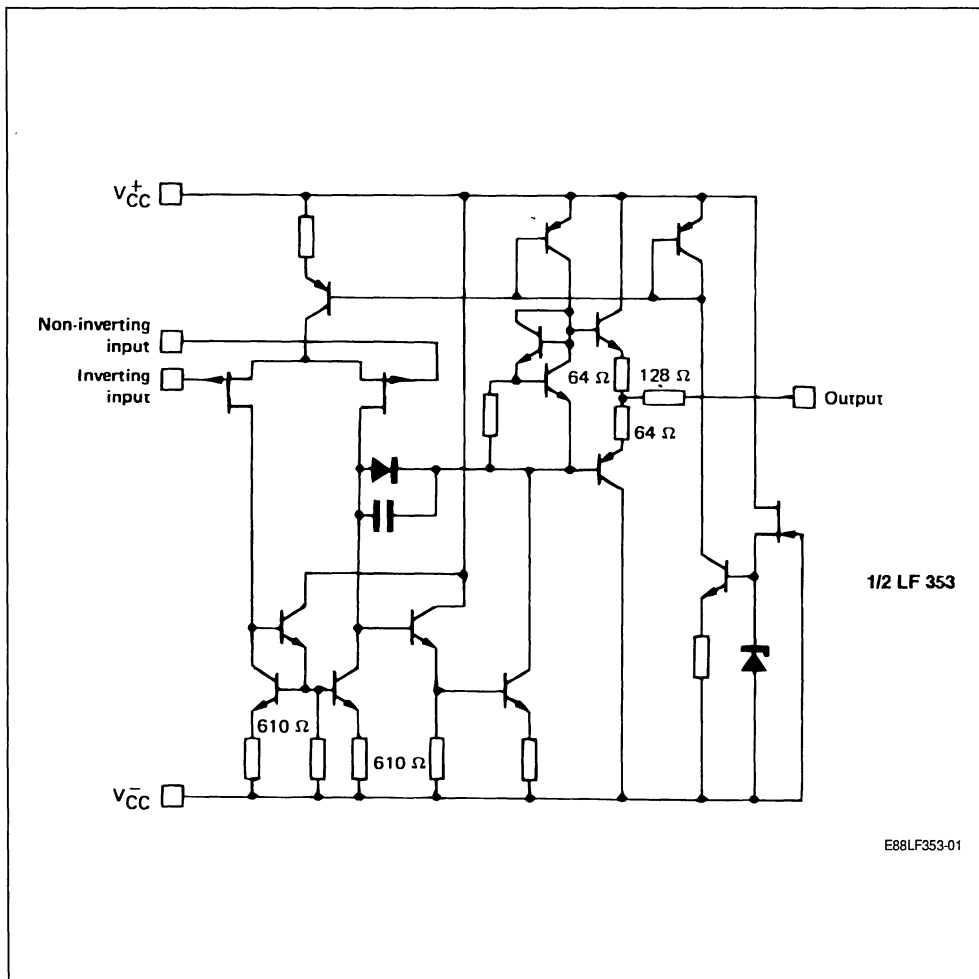 V+CC
Non-inverting
input
Inverting
input
64 Ω
128 Ω
Output
64 Ω
1/2 LF 353
610 Ω
610 Ω
V-CC
E88LF353-01